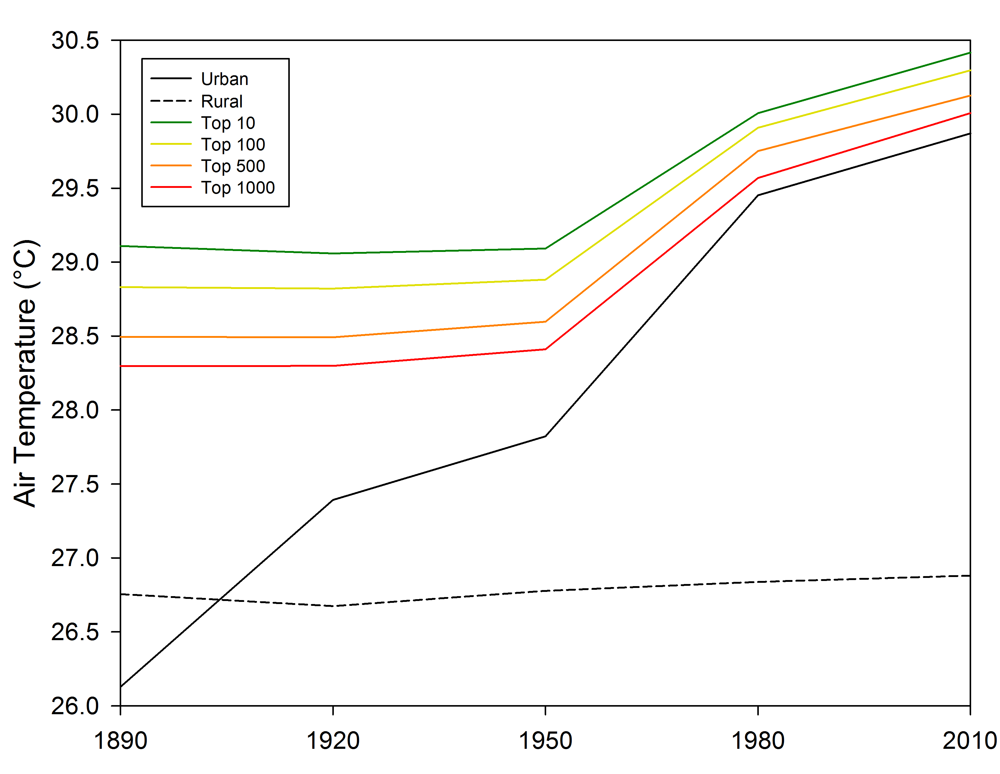 30.5
30.0
29.5
29.0
28.5
28.0
27.5
27.0
26.5
26.0
Air Temperature (°C)
Urban
Rural
Top 10
Top 100
Top 500
Top 1000
1890 1920 1950 1980 2010